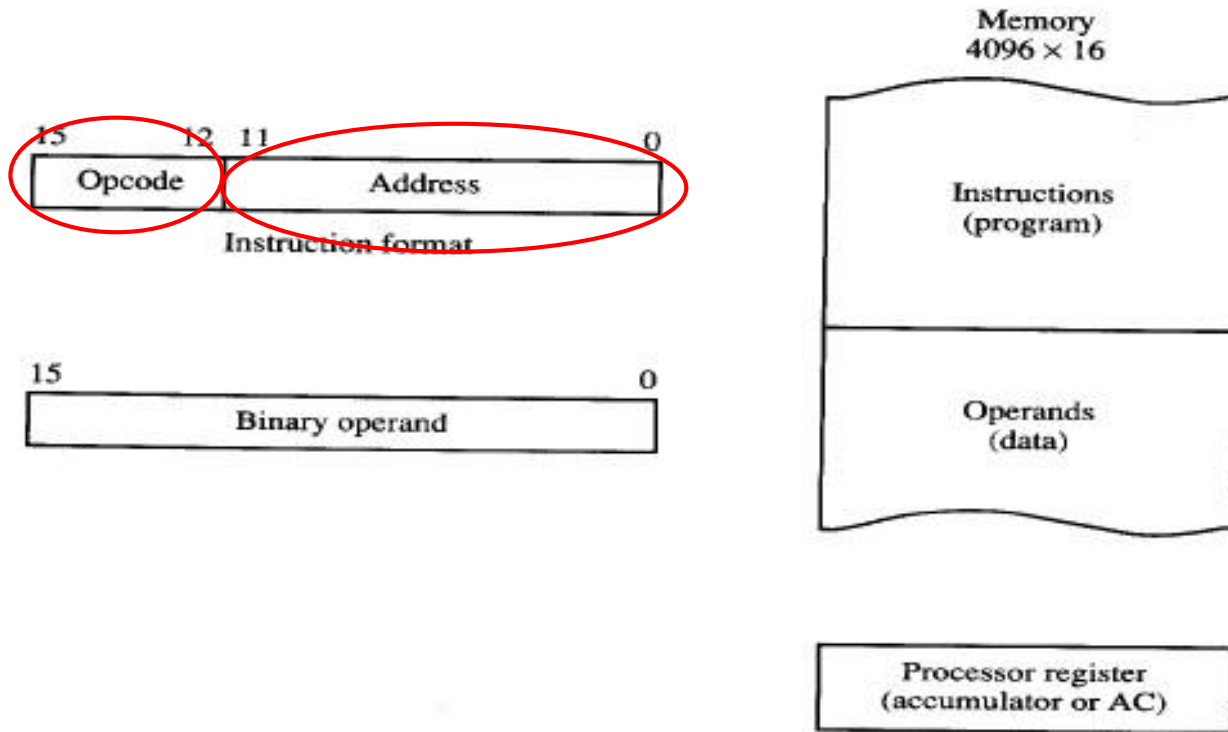 15 12 11 0
Opcode Address
Instruction format
15 0
Binary operand
Memory
4096 × 16
Instructions
(program)
Operands
(data)
Processor register
(accumulator or AC)